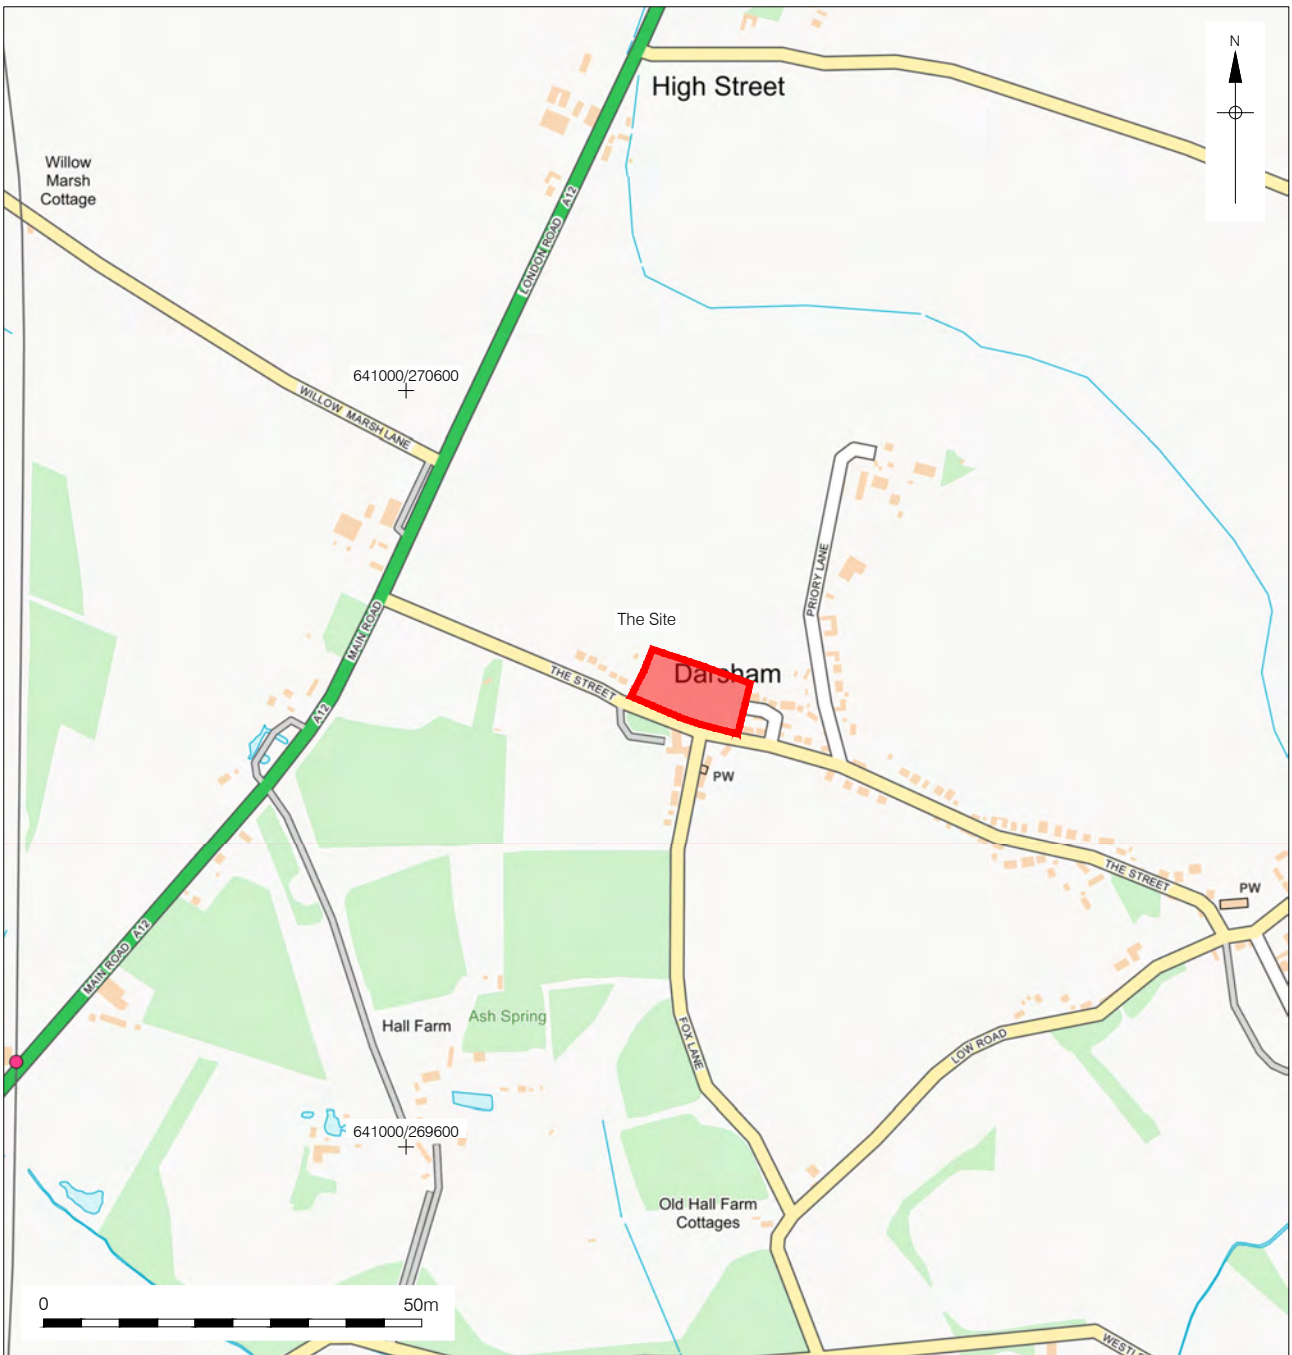 N
High Street
Willow
Marsh
Cottage
LONDON ROAD A12
641000/270600
WILLOW MARSH LANE
PRIORY LANE
MAIN ROAD
The Site
Darsham
THE STREET
A12
PW
THE STREET
PW
MAIN ROAD A12
Ash Spring
Hall Farm
FOX LANE
LOW ROAD
641000/269600
Old Hall Farm
Cottages
0 50m